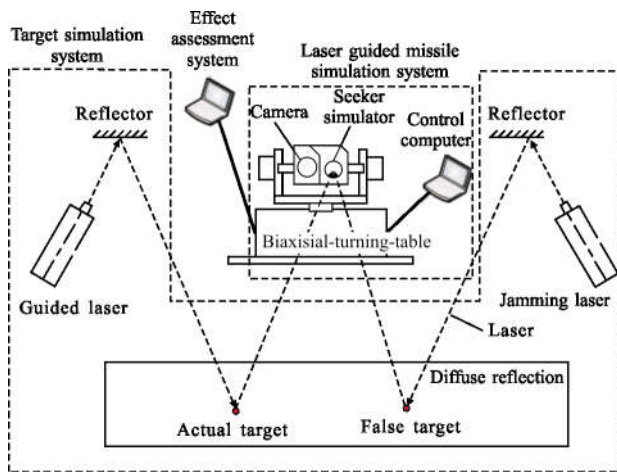 Target simulation
system
Effect
assessment
system
Laser guided missile
simulation system
Reflector
Camera
Seeker
simulator
Control
computer
Reflector
Biaxisial-turning-table
Guided laser
Jamming laser
Laser
Diffuse reflection
Actual target
False target